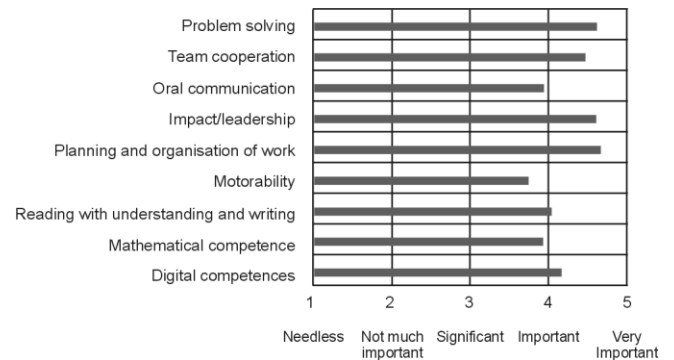 Problem solving
Team cooperation
Oral communication
Impact/leadership
Planning and organisation of work
Motorability
Reading with understanding and writing
Mathematical competence
Digital competences
1 2 3 4 5
Needless Not much Significant Important Very
important Important